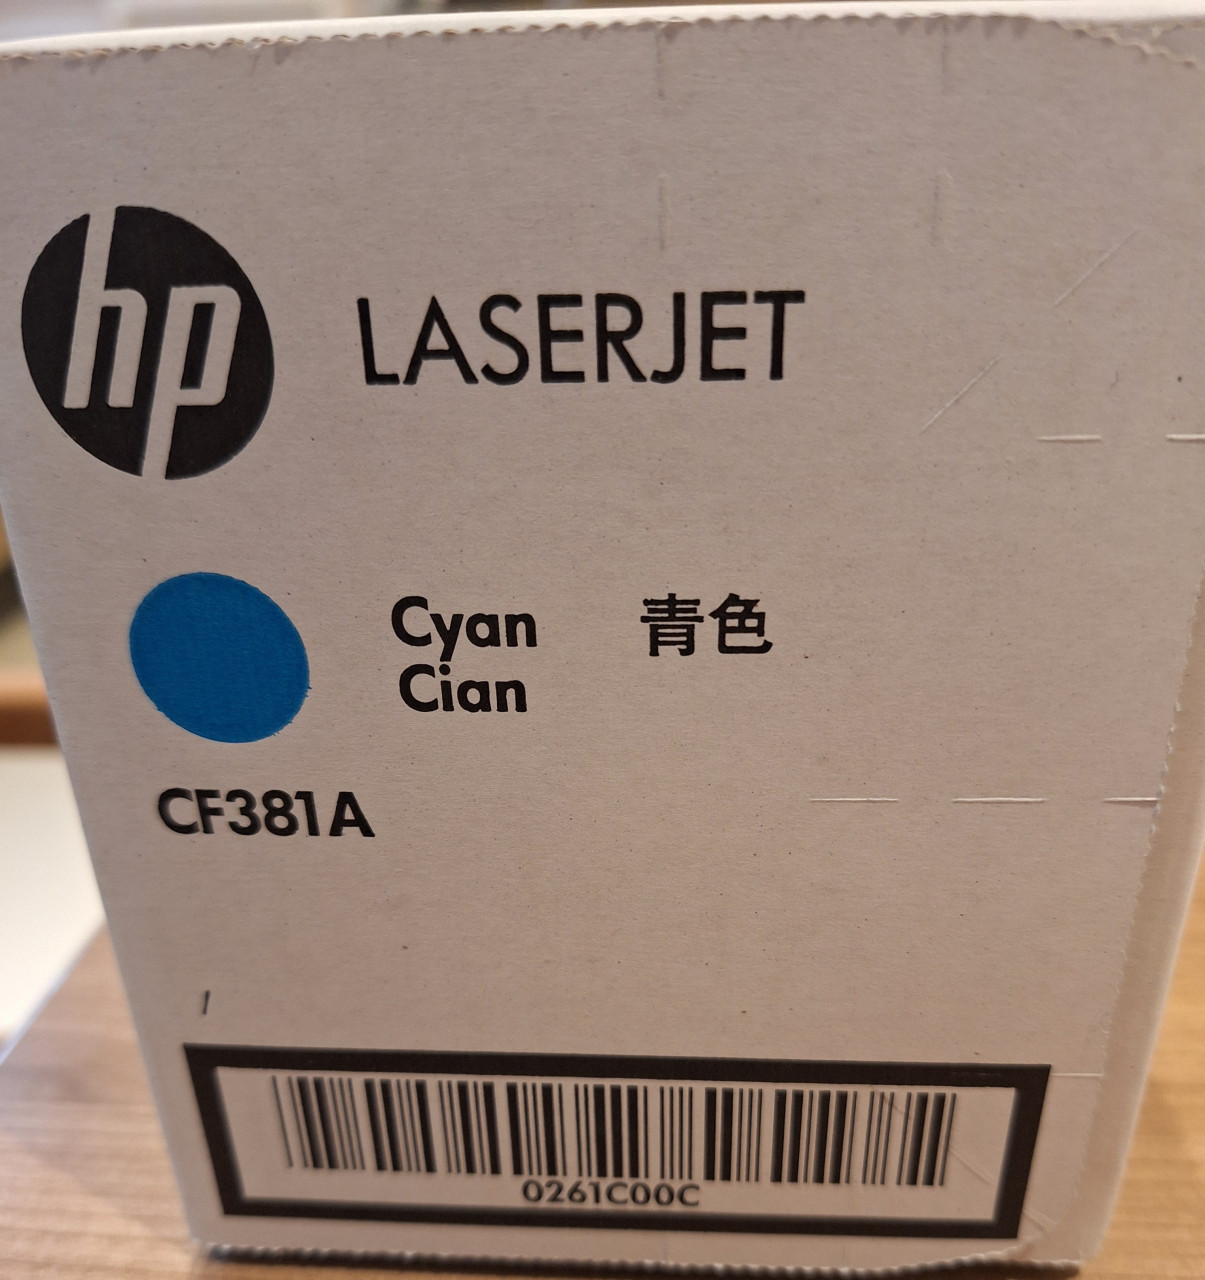 hp LASERJET
Cyan 青色
Cian
CF381A
0261C00C